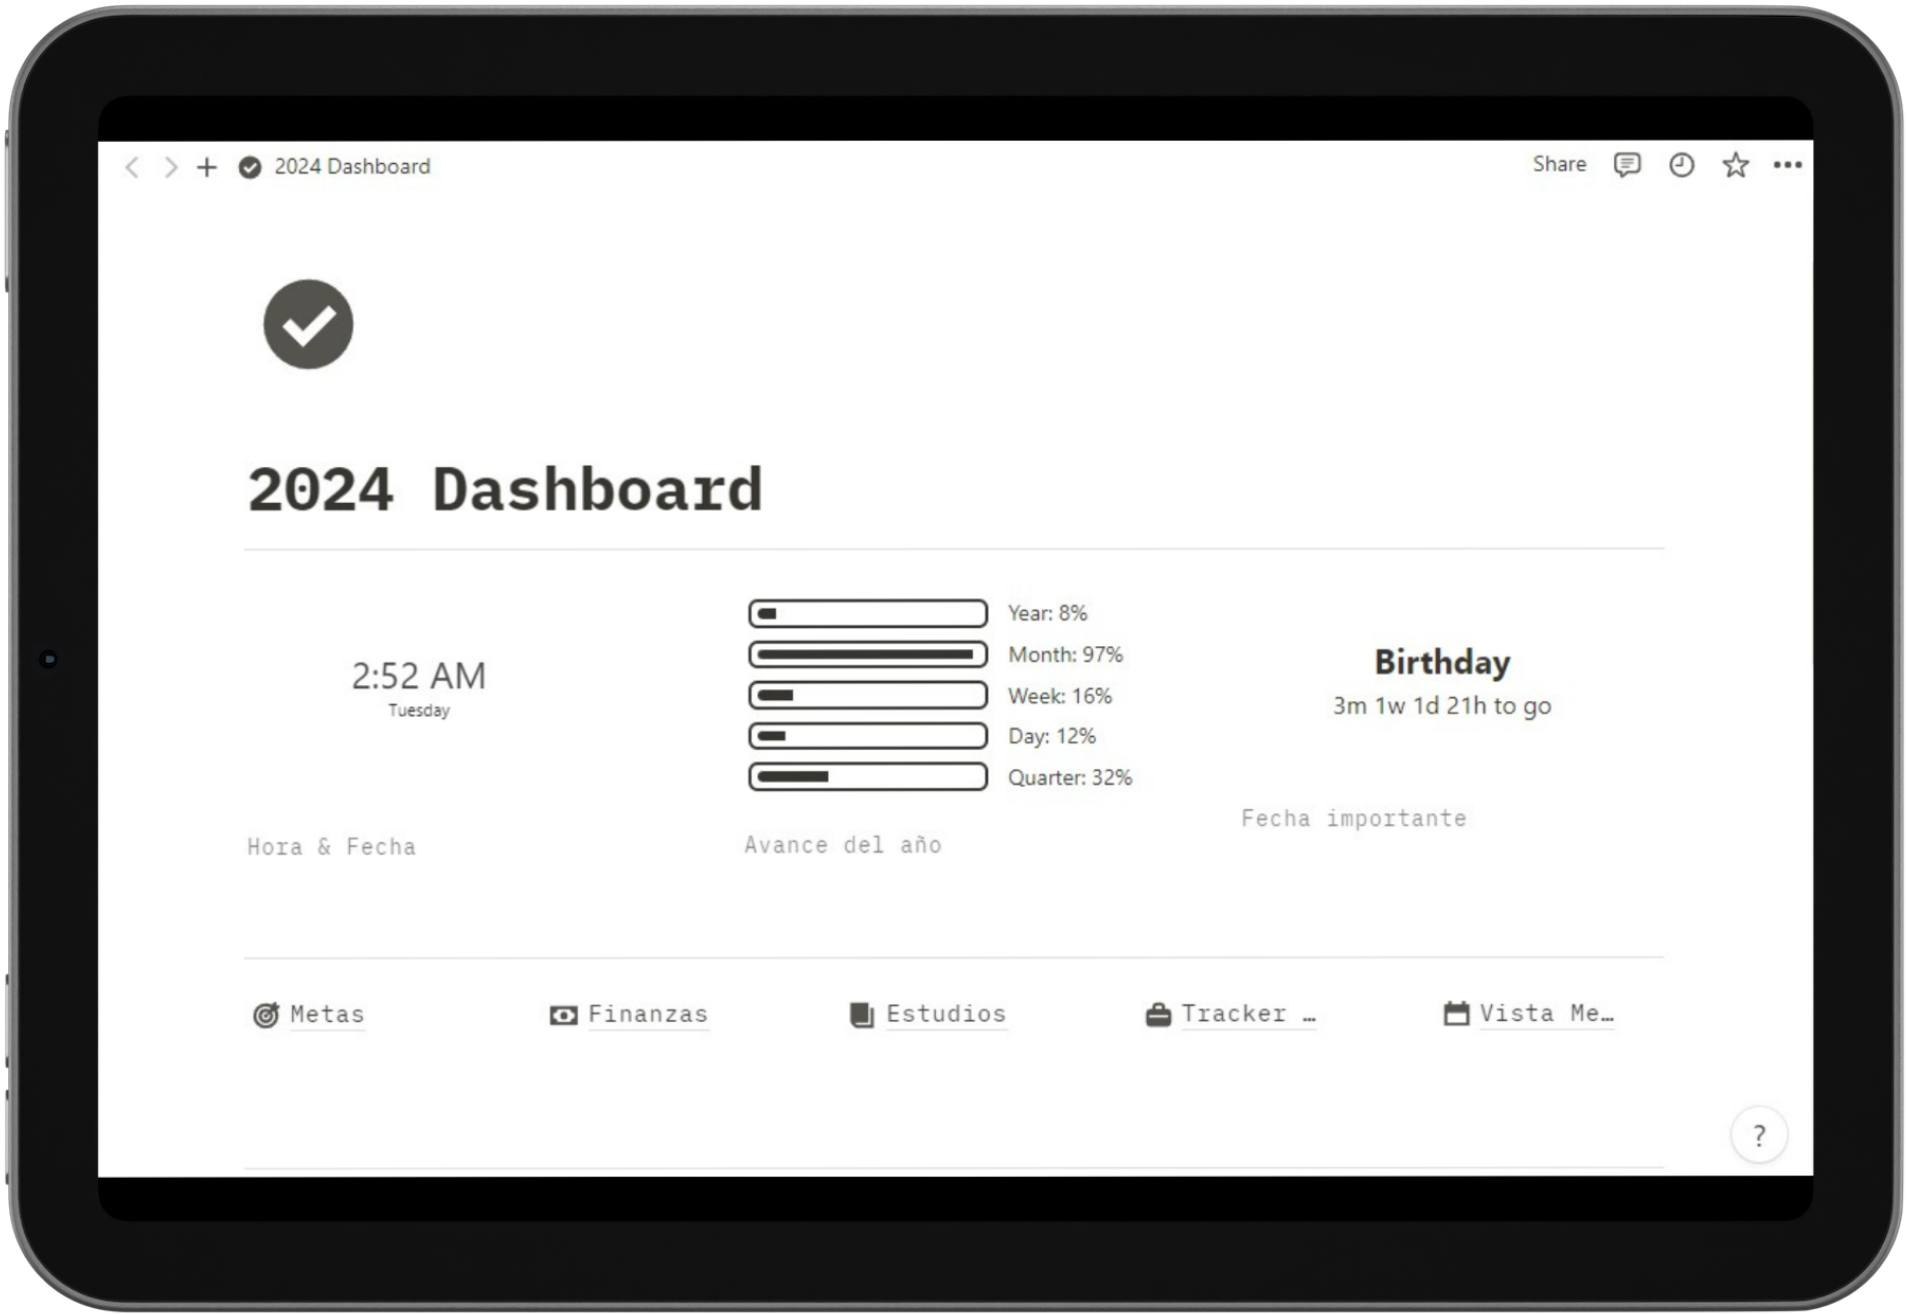 2024 Dashboard
Share
2024 Dashboard
2:52 AM
Tuesday
Hora & Fecha
Year: 8%
Month: 97%
Week: 16%
Day: 12%
Quarter: 32%
Avance del año
Birthday
3m 1w 1d 21h to go
Fecha importante
Metas
Finanzas
Estudios
Tracker …
Vista Me…
?